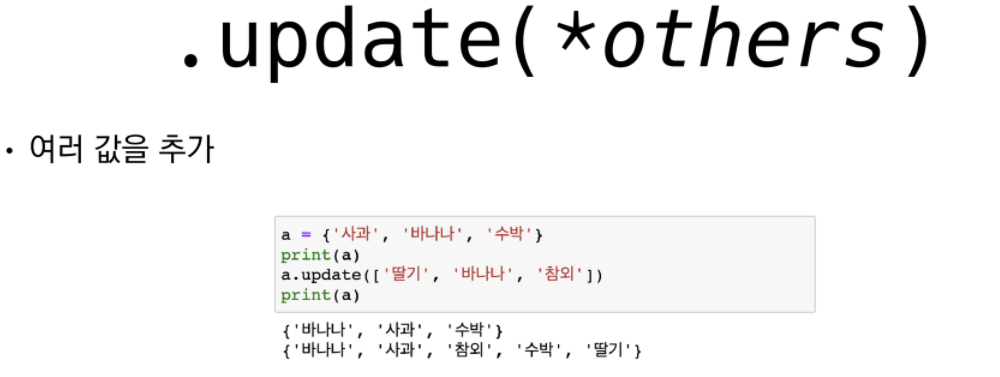 .update(*others)
• 여러 값을 추가
a = {'사과', '바나나', '수박'}
print(a)
a.update(['딸기', '바나나', '참외'])
print(a)
{'바나나', '사과', '수박'}
{'바나나', '사과', '참외', '수박', '딸기'}